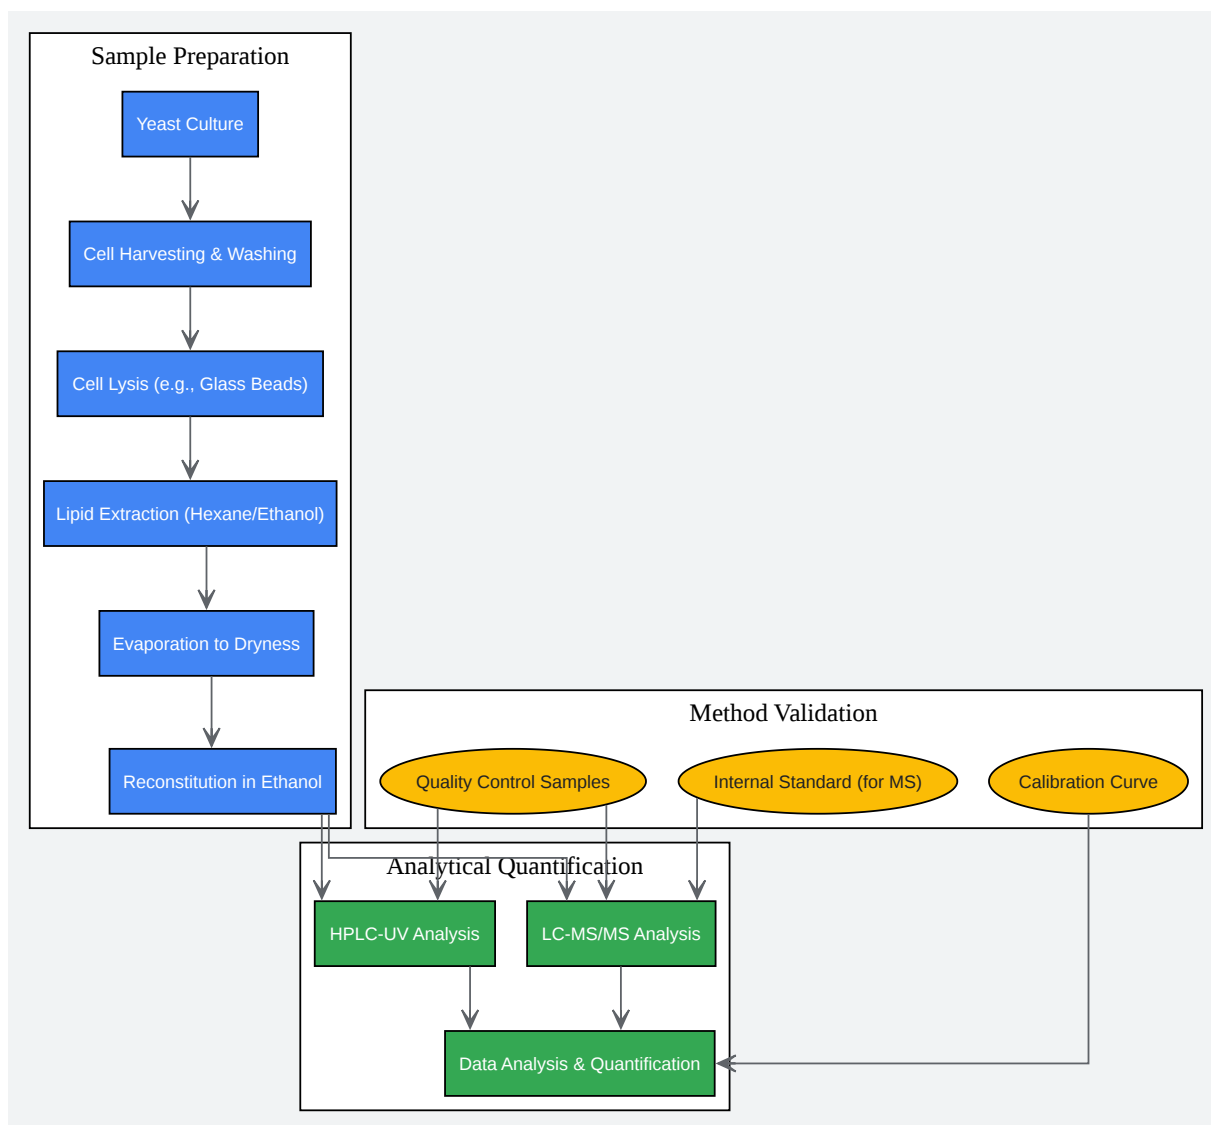 Sample Preparation
Yeast Culture
Cell Harvesting & Washing
Cell Lysis (e.g., Glass Beads)
Lipid Extraction (Hexane/Ethanol)
Evaporation to Dryness
Reconstitution in Ethanol
Method Validation
Quality Control Samples
Internal Standard (for MS)
Calibration Curve
Analytical Quantification
HPLC-UV Analysis
LC-MS/MS Analysis
Data Analysis & Quantification